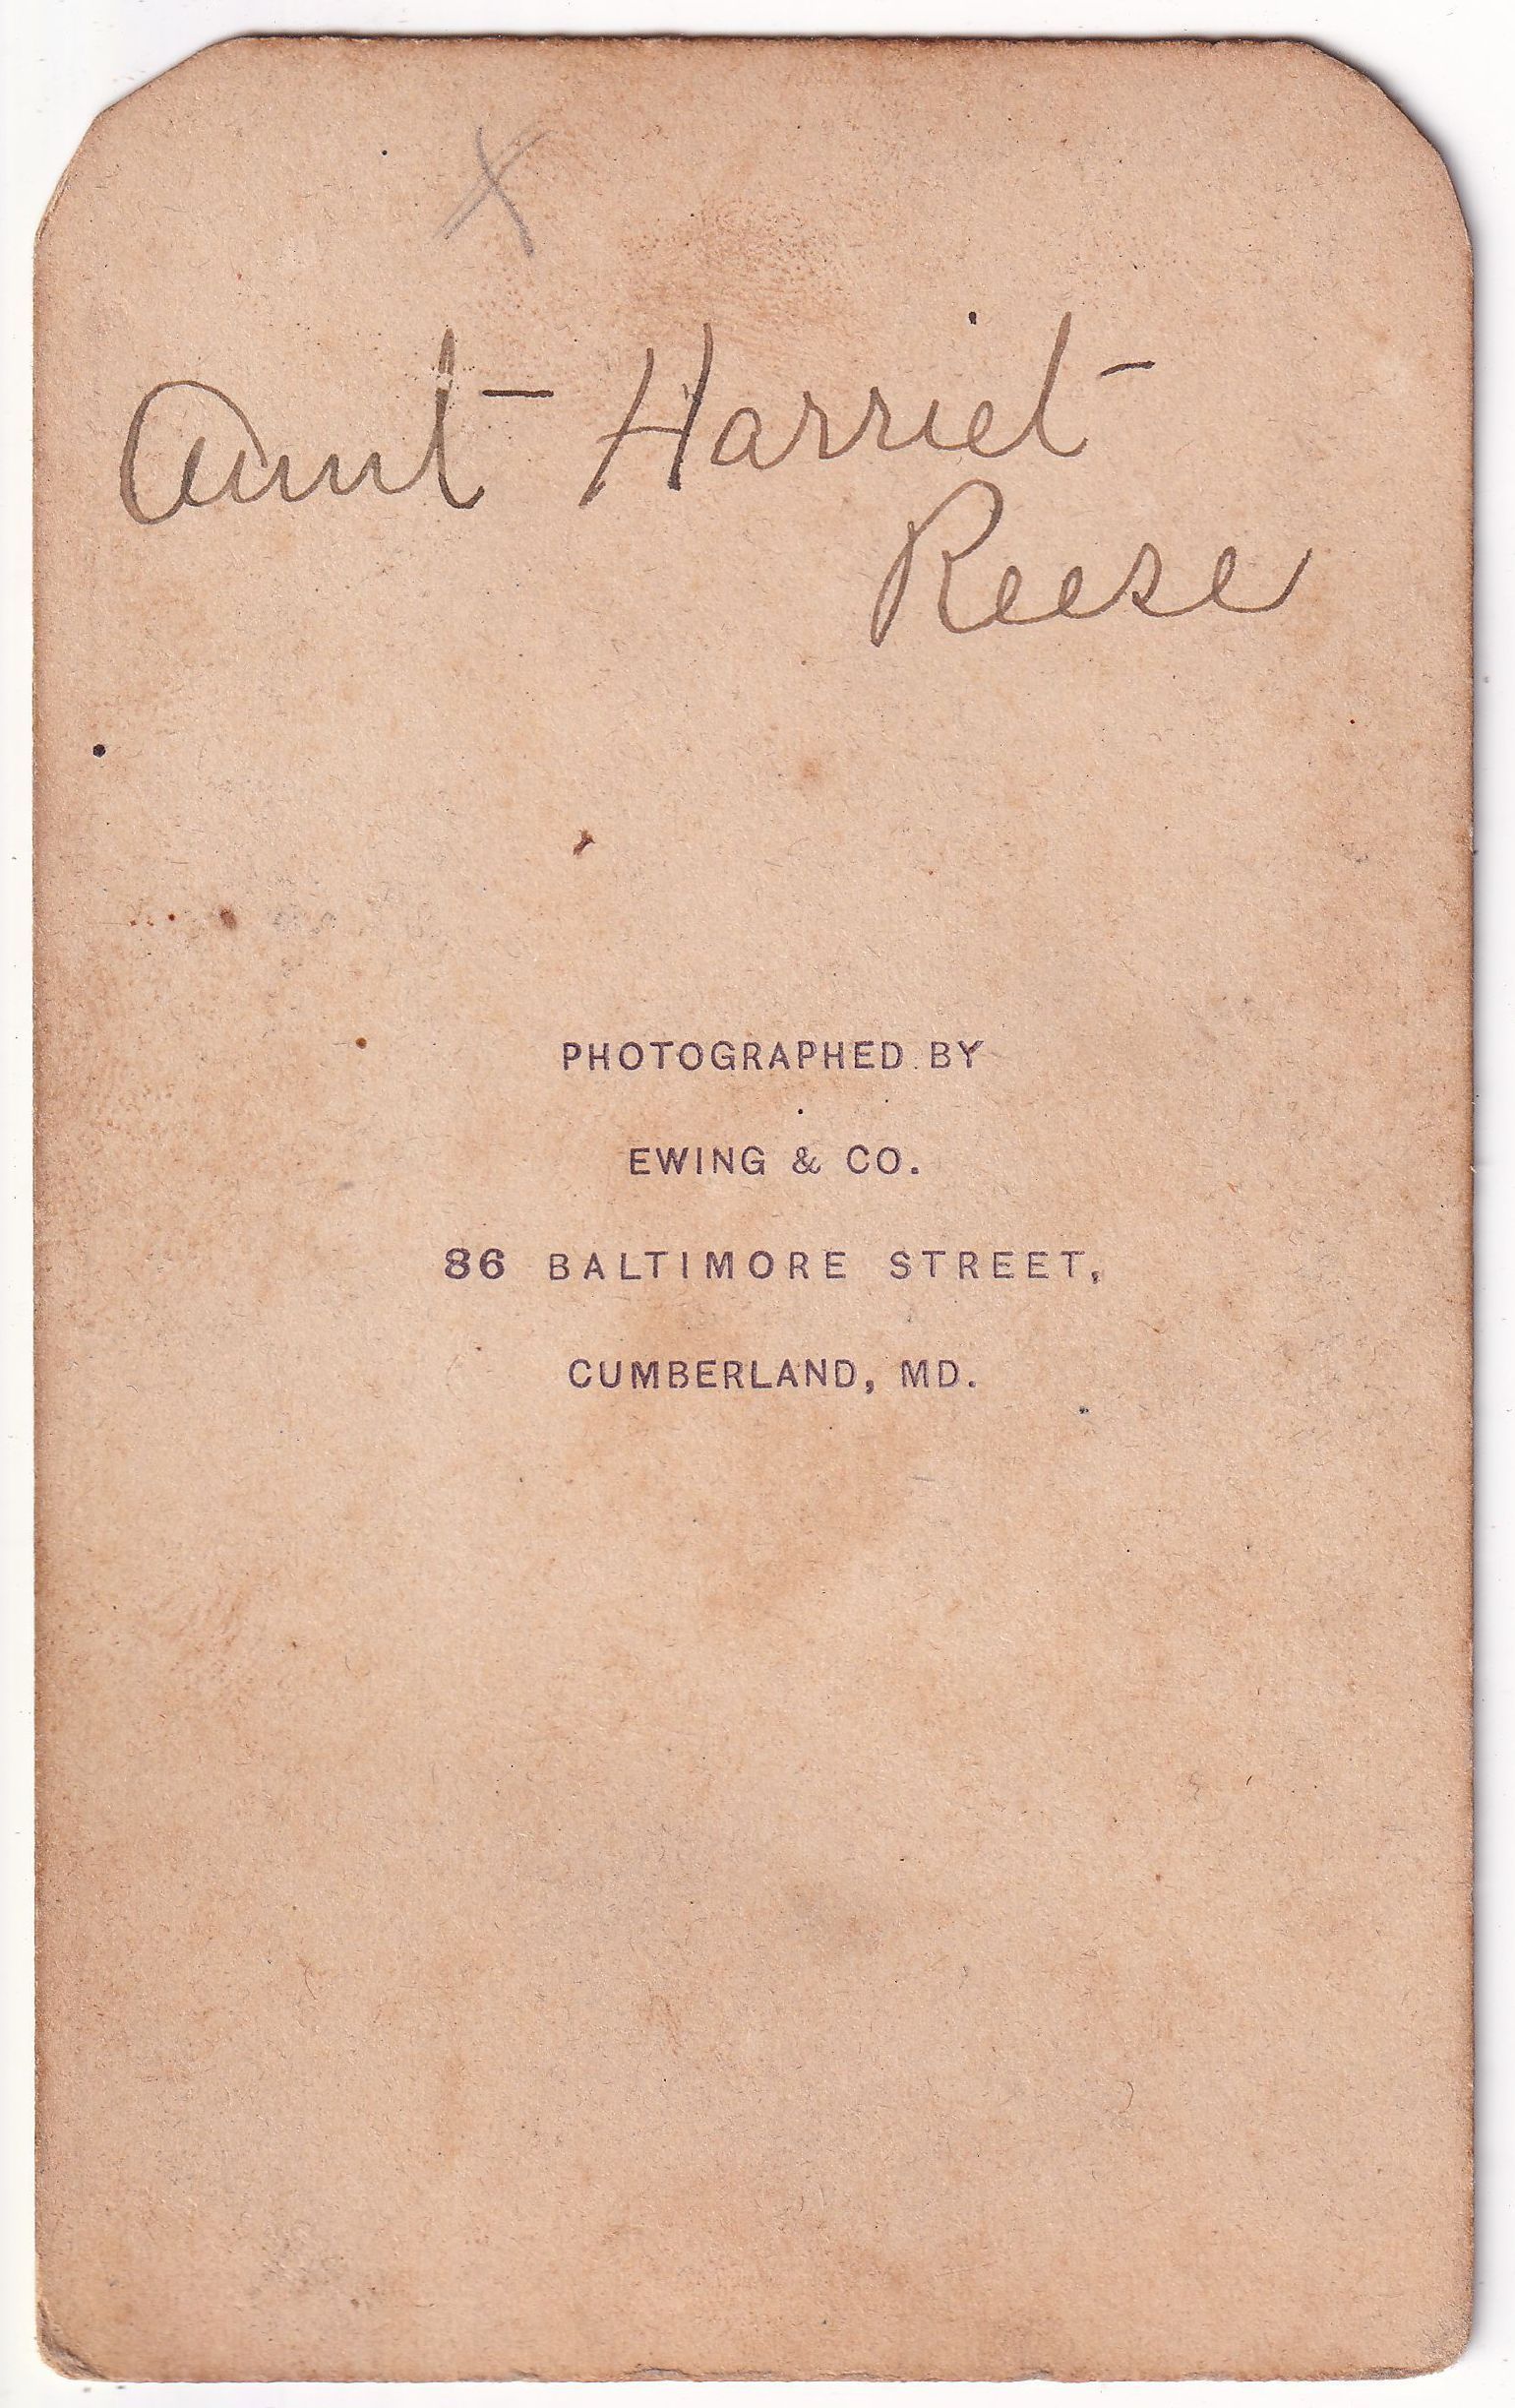 X
Aunt Harriet
Reese
PHOTOGRAPHED BY
EWING & CO.
86 BALTIMORE STREET,
CUMBERLAND, MD.